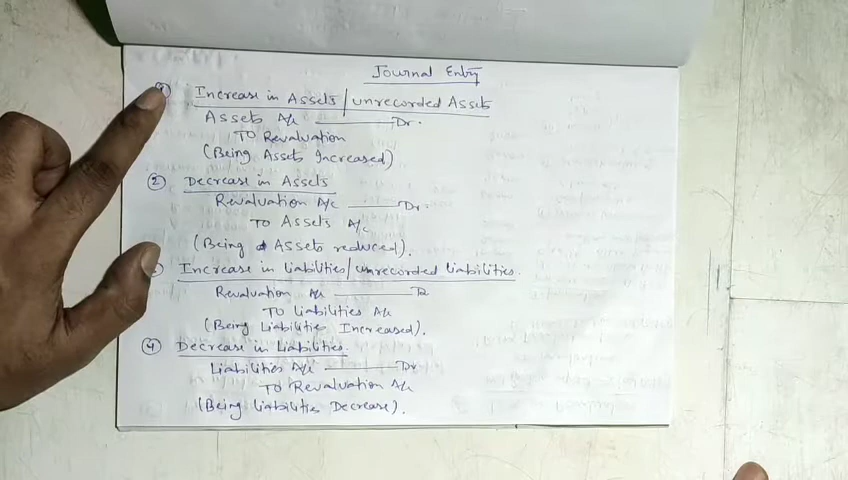 Journal Entry
① Increase in Assets / unrecorded Assets
Assets A/c ——— Dr.
TO Revaluation
(Being Assets Increased)
② Decrease in Assets
Revaluation A/c ——— Dr.
To Assets A/c
(Being Assets reduced).
Increase in liabilities / unrecorded liabilities.
Revaluation A/c ——— Dr
TO Liabilities A/c
(Being Liabilities Increased).
④ Decrease in Liabilities.
Liabilities A/c ——— Dr
TO Revaluation A/c
(Being liabilities Decrease).